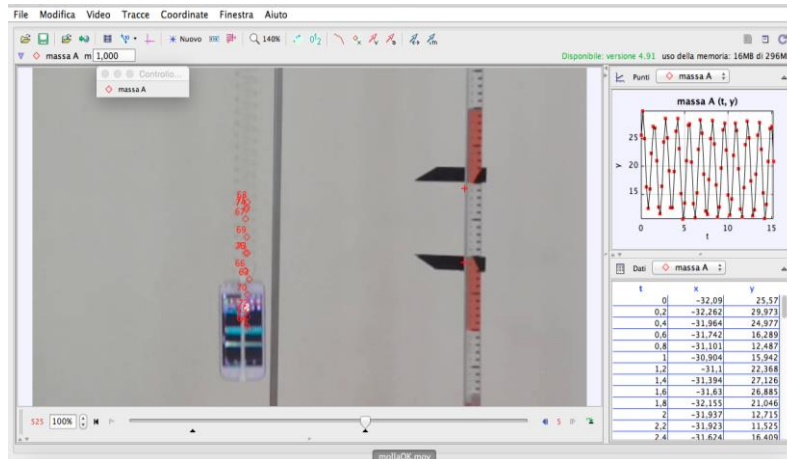 File Modifica Video Tracce Coordinate Finestra Aiuto
Nuovo 140%
massa A m 1,000 Disponibile: versione 4.91 uso della memoria: 16MB di 296M
Controllo...
massa A
68
67
69
66
70
525 100% 5
Punti massa A
massa A (t, y)
y
25
20
15
0 5 10 15
t
Dati massa A
t x y
0 -32,09 25,57
0,2 -32,262 29,973
0,4 -31,964 24,977
0,6 -31,742 16,289
0,8 -31,101 12,487
1 -30,904 15,942
1,2 -31,1 22,368
1,4 -31,394 27,126
1,6 -31,63 26,885
1,8 -32,155 21,046
2 -31,937 12,715
2,2 -31,923 11,525
2,4 -31,624 16,409
mollaOK.mov